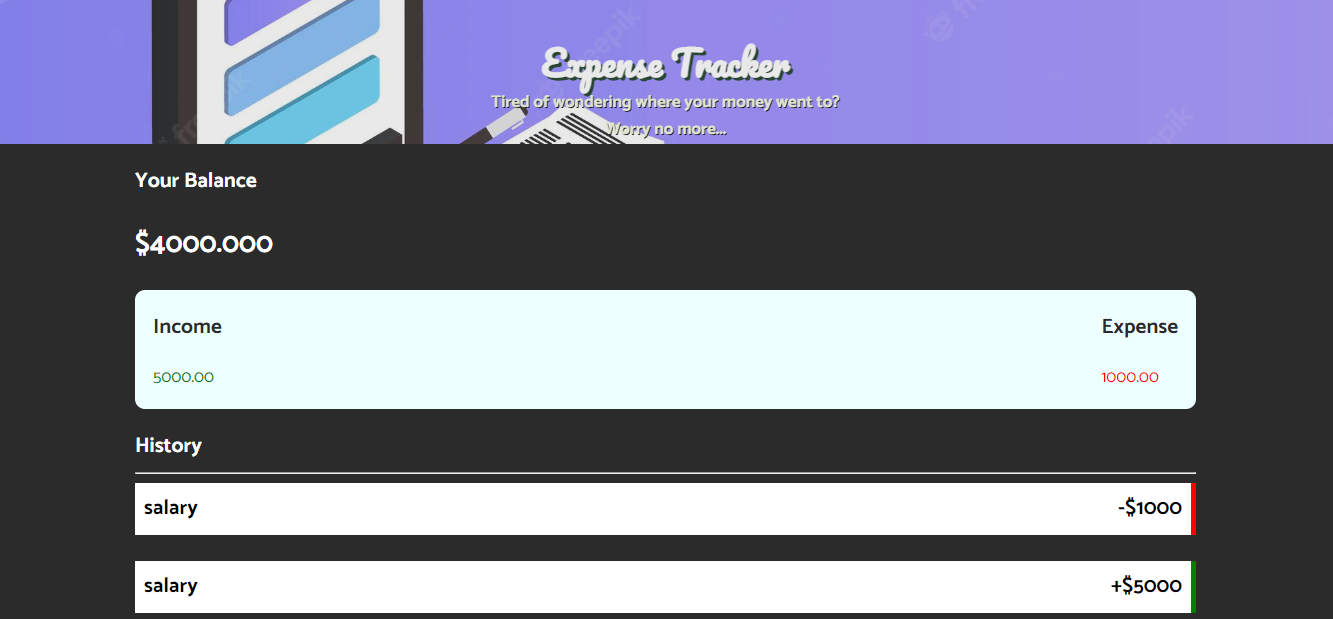 Expense Tracker
Tired of wondering where your money went to?
Worry no more...
Your Balance
$4000.000
Income Expense
5000.00 1000.00
History
salary -$1000
salary +$5000